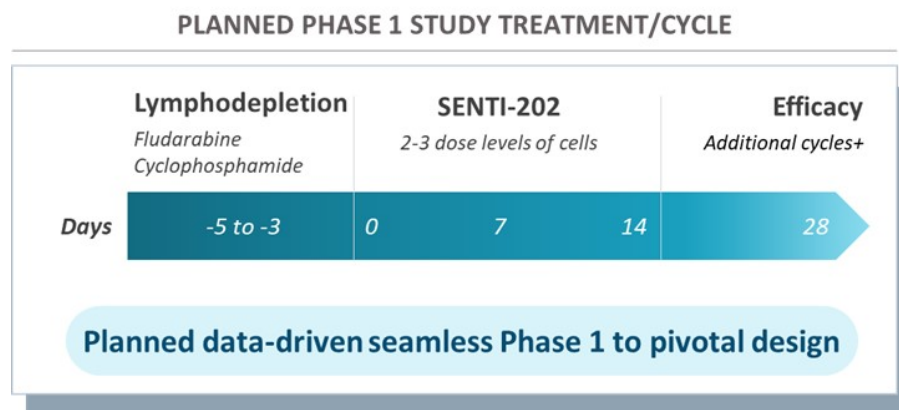 PLANNED PHASE 1 STUDY TREATMENT/CYCLE
Lymphodepletion
Fludarabine
Cyclophosphamide
SENTI-202
2-3 dose levels of cells
Efficacy
Additional cycles+
Days
-5 to -3
0
7
14
28
Planned data-driven seamless Phase 1 to pivotal design